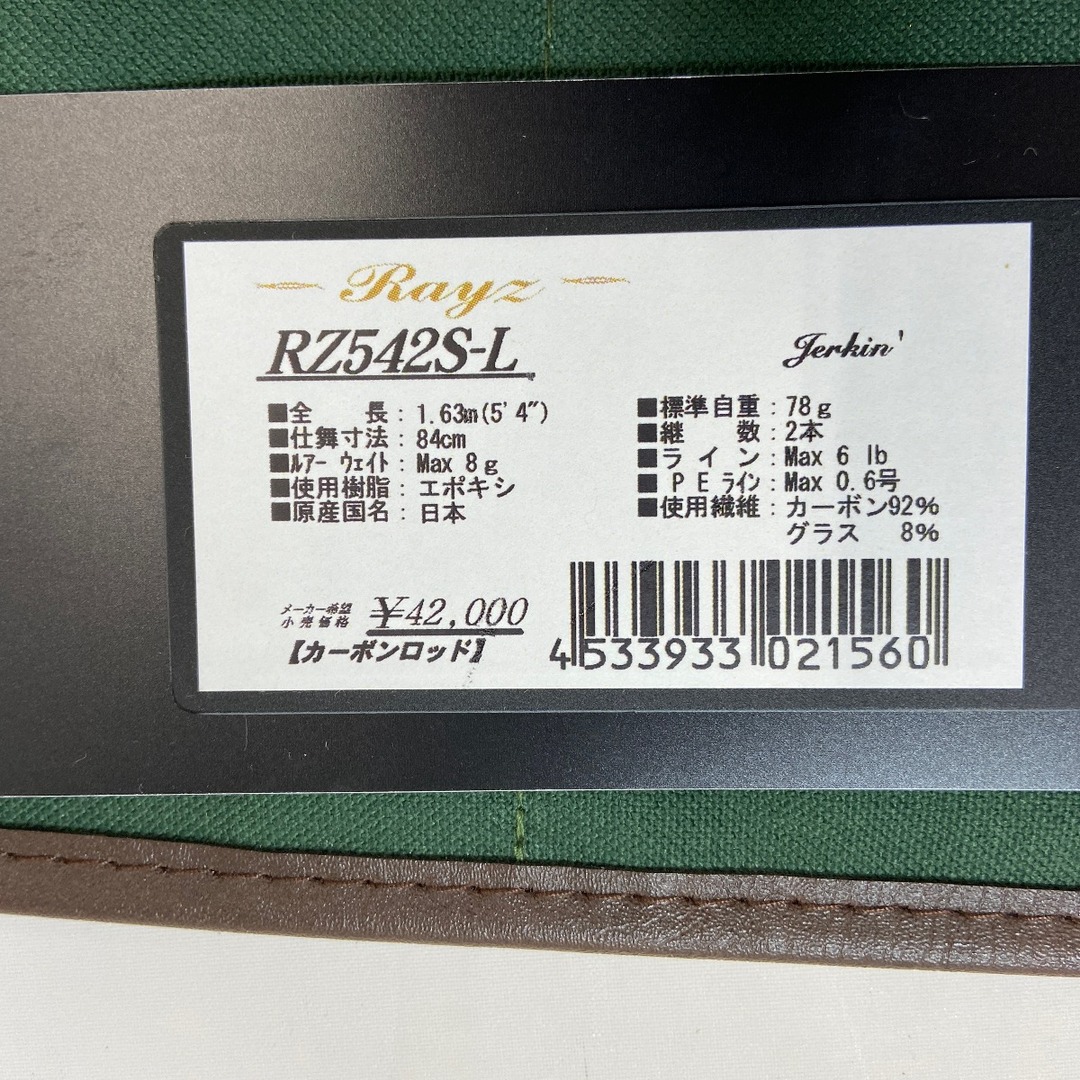 Rayz
RZ542S-L
Jerkin'
■全　　長：1.63m(5'4")
■仕舞寸法：84cm
■ﾙｱｰ ｳｪｲﾄ：Max 8g
■使用樹脂：エポキシ
■原産国名：日本
■標準自重：78g
■継　　数：2本
■ラ イ ン：Max 6 lb
■ P E ﾗｲﾝ：Max 0.6号
■使用繊維：カーボン92%
グラス　8%
メーカー希望
小売価格 ¥42,000
【カーボンロッド】
4 533933 021560